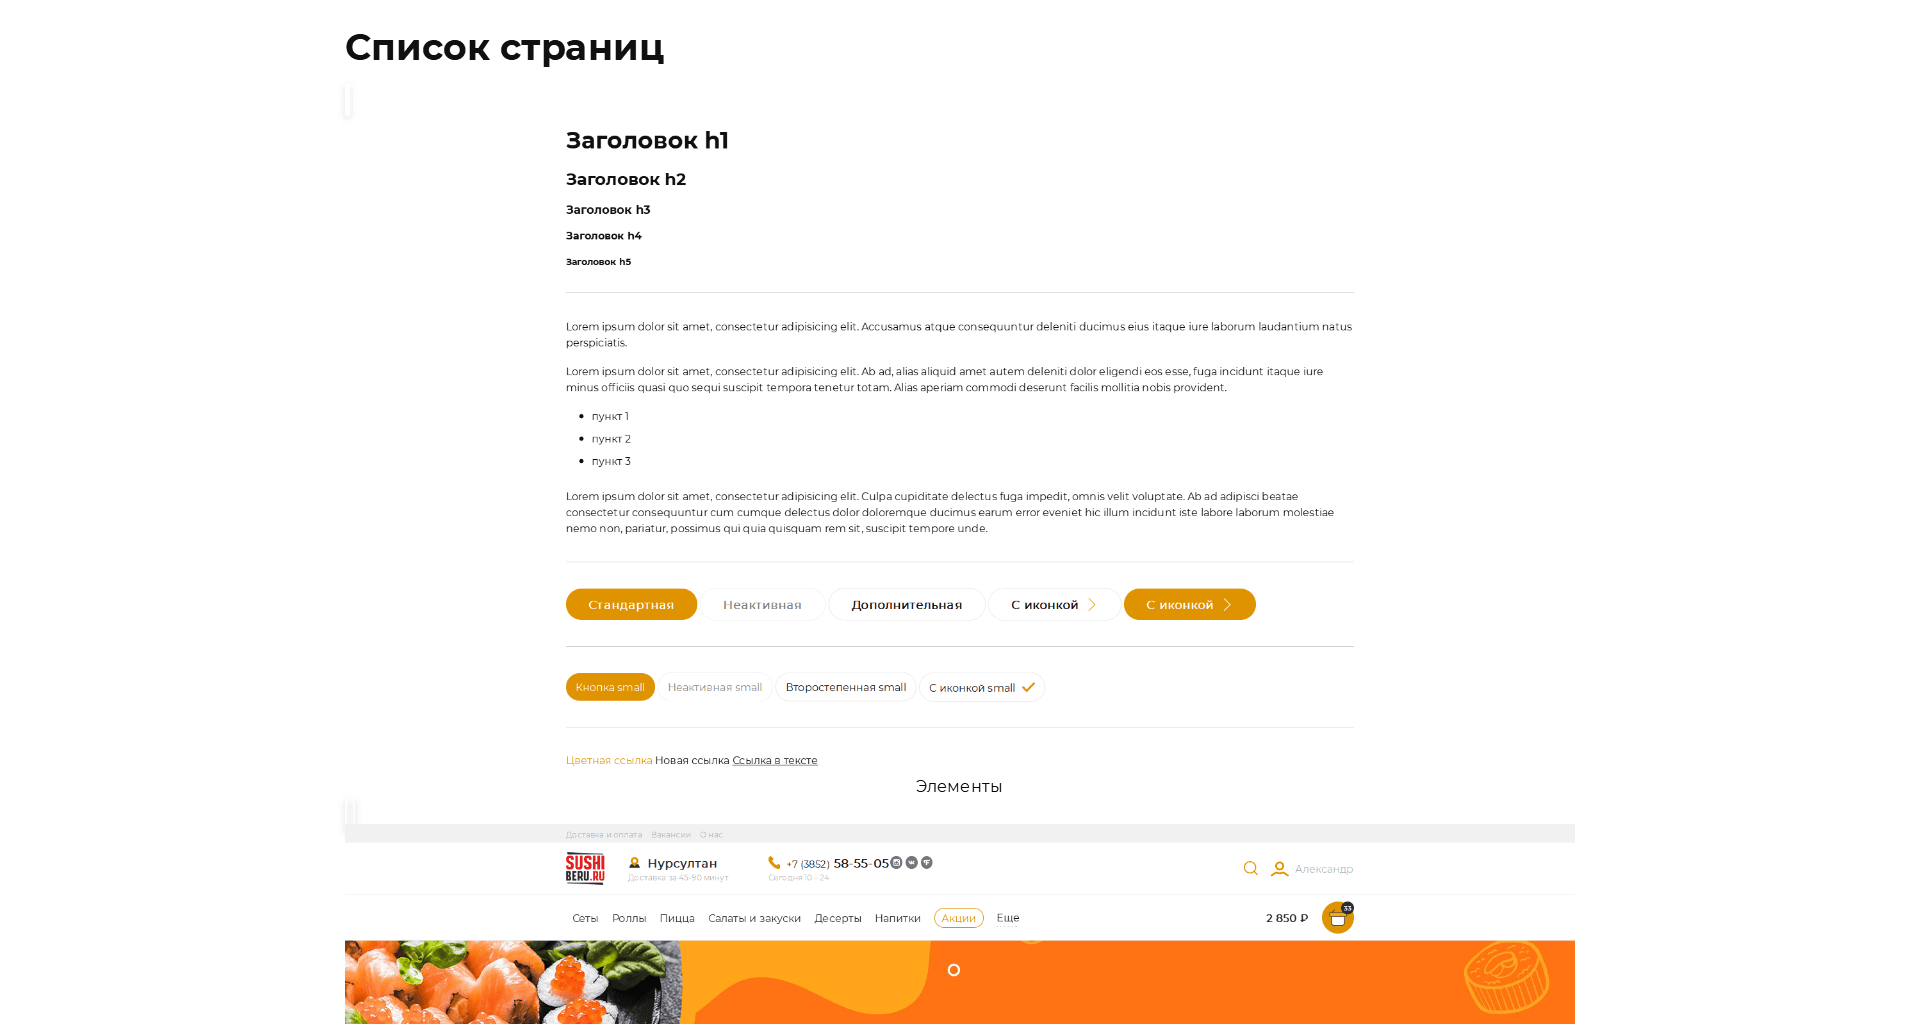 Список страниц
Заголовок h1
Заголовок h2
Заголовок h3
Заголовок h4
Заголовок h5
Lorem ipsum dolor sit amet, consectetur adipisicing elit. Accusamus atque consequuntur deleniti ducimus eius itaque iure laborum laudantium natus
perspiciatis.
Lorem ipsum dolor sit amet, consectetur adipisicing elit. Ab ad, alias aliquid amet autem deleniti dolor eligendi eos esse, fuga incidunt itaque iure
minus officiis quasi quo sequi suscipit tempora tenetur totam. Alias aperiam commodi deserunt facilis mollitia nobis provident.
• пункт 1
• пункт 2
• пункт 3
Lorem ipsum dolor sit amet, consectetur adipisicing elit. Culpa cupiditate delectus fuga impedit, omnis velit voluptate. Ab ad adipisci beatae
consectetur consequuntur cum cumque delectus dolor doloremque ducimus earum error eveniet hic illum incidunt iste labore laborum molestiae
nemo non, pariatur, possimus qui quia quisquam rem sit, suscipit tempore unde.
Стандартная Неактивная Дополнительная С иконкой С иконкой
Кнопка small Неактивная small Второстепенная small С иконкой small
Цветная ссылка Новая ссылка Ссылка в тексте
Элементы
Доставка и оплата Вакансии О нас
SUSHI
BERU.RU
Нурсултан +7 (3852) 58-55-05 Александр
Доставка за 45-90 минут Сегодня 10 - 24
Сеты Роллы Пицца Салаты и закуски Десерты Напитки Акции Еще 2 850 ₽ 33